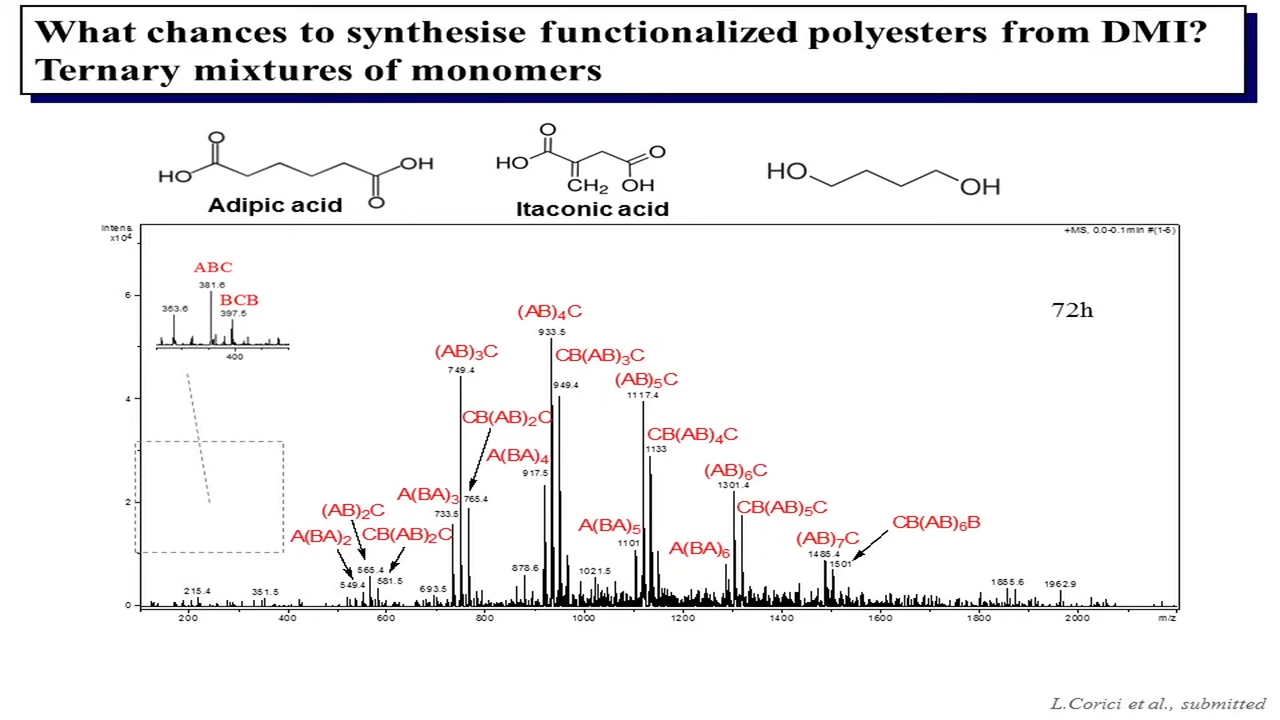 What chances to synthesise functionalized polyesters from DMI?
Ternary mixtures of monomers
O
HO
OH
O
Adipic acid
O
HO
O
CH₂ OH
Itaconic acid
HO
OH
Intens.
x10⁴
+MS, 0.0-0.1min #(1-5)
72h
ABC
381.6
353.6
BCB
397.5
400
6
4
2
0
(AB)₄C
933.5
(AB)₃C
749.4
CB(AB)₃C
949.4
(AB)₅C
1117.4
CB(AB)₂C
765.4
CB(AB)₄C
1133
A(BA)₄
917.5
(AB)₆C
1301.4
A(BA)₃
733.5
CB(AB)₅C
(AB)₂C
565.4
A(BA)₂
549.4
CB(AB)₂C
581.5
A(BA)₅
1101
A(BA)₆
(AB)₇C
1485.4
CB(AB)₆B
1501
215.4
351.5
693.5
878.6
1021.5
1855.6
1962.9
200 400 600 800 1000 1200 1400 1600 1800 2000 m/z
L.Corici et al., submitted